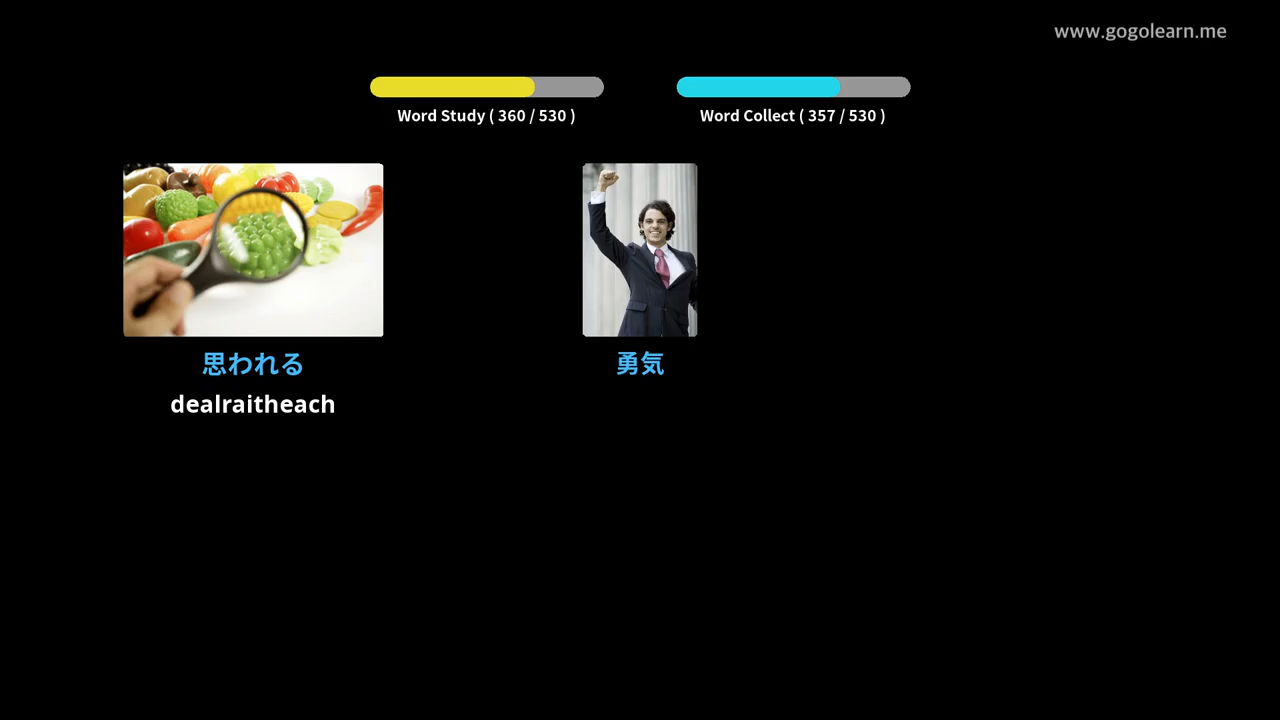 www.gogolearn.me
Word Study ( 360 / 530 )
Word Collect ( 357 / 530 )
思われる
勇気
dealraitheach